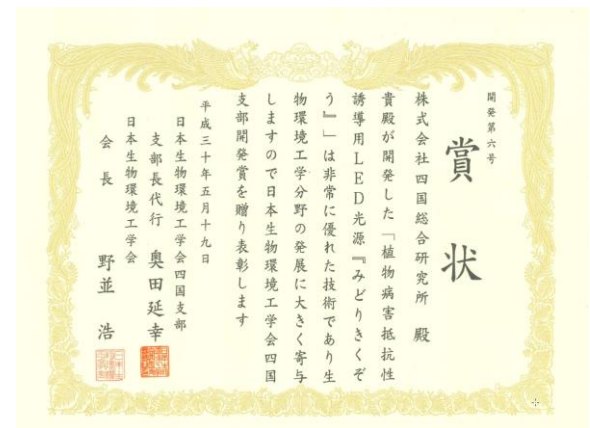 開発第六号
賞状
株式会社四国総合研究所 殿
貴殿が開発した「植物病害抵抗性
誘導用LED光源『みどりきくぞ
う』」は非常に優れた技術であり生
物環境工学分野の発展に大きく寄与
しますので日本生物環境工学会四国
支部開発賞を贈り表彰します
平成三十年五月十九日
日本生物環境工学会四国支部
支部長代行 奥田延幸
日本生物環境工学会
会長 野並 浩